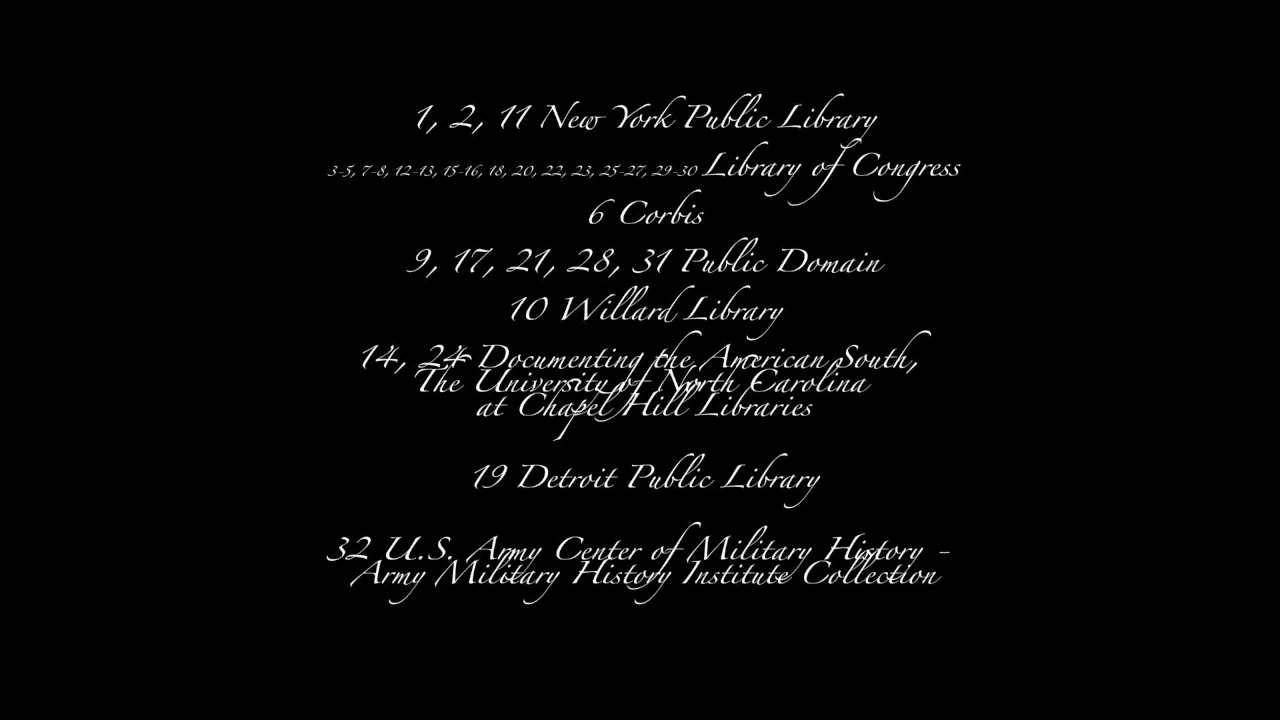 1, 2, 11 New York Public Library
3-5, 7-8, 12-13, 15-16, 18, 20, 22, 23, 25-27, 29-30 Library of Congress
6 Corbis
9, 17, 21, 28, 31 Public Domain
10 Willard Library
14, 24 Documenting the American South,
The University of North Carolina
at Chapel Hill Libraries
19 Detroit Public Library
32 U.S. Army Center of Military History -
Army Military History Institute Collection